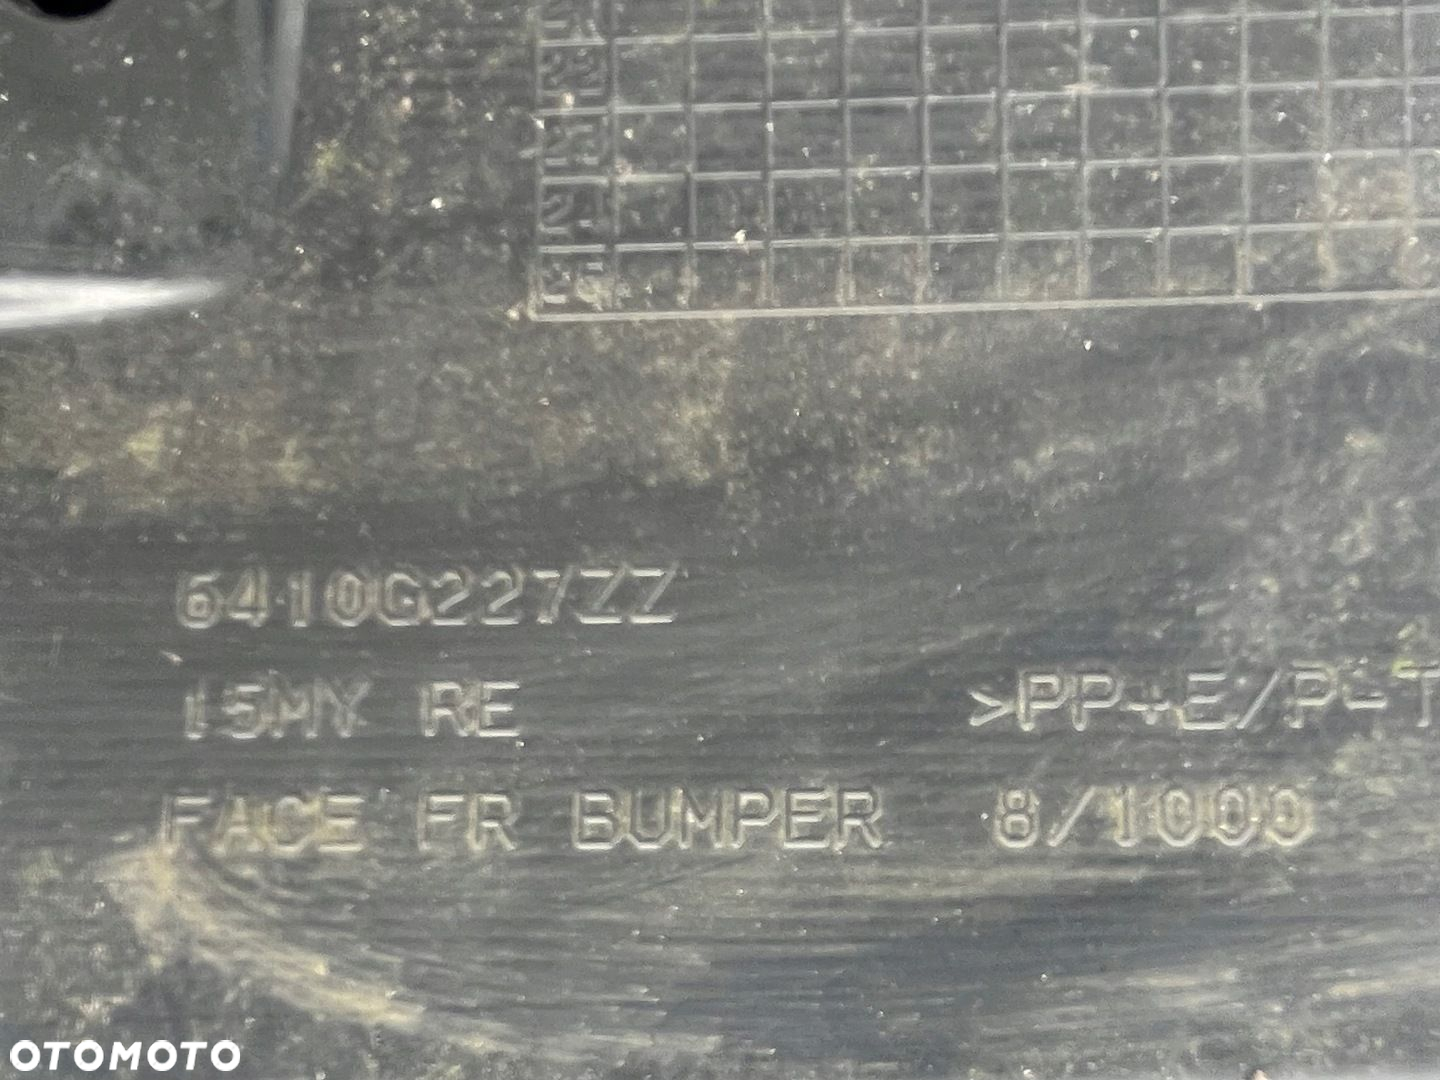 6410G227ZZ
15MY RE >PP+E/P-T
FACE FR BUMPER 8/1000
OTOMOTO